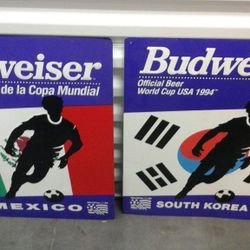 weiser
de la Copa Mundial
MEXICO
Budwe
Official Beer
World Cup USA 1994
SOUTH KOREA